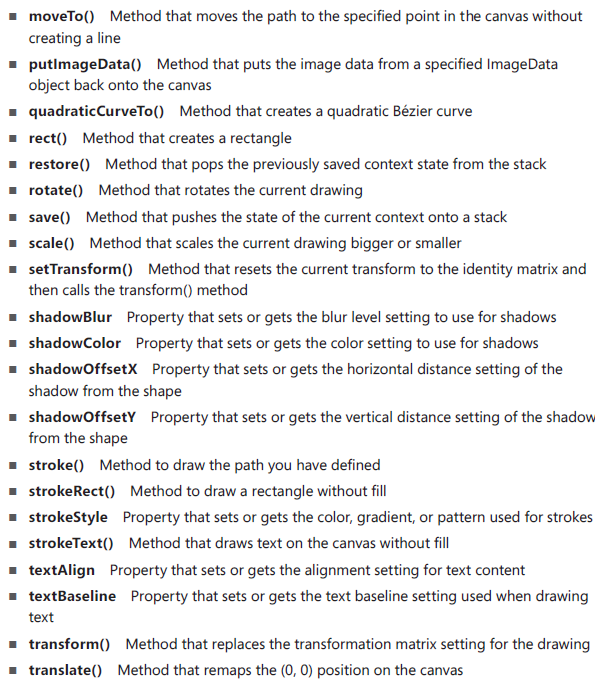 ■ moveTo() Method that moves the path to the specified point in the canvas without
creating a line
■ putImageData() Method that puts the image data from a specified ImageData
object back onto the canvas
■ quadraticCurveTo() Method that creates a quadratic Bézier curve
■ rect() Method that creates a rectangle
■ restore() Method that pops the previously saved context state from the stack
■ rotate() Method that rotates the current drawing
■ save() Method that pushes the state of the current context onto a stack
■ scale() Method that scales the current drawing bigger or smaller
■ setTransform() Method that resets the current transform to the identity matrix and
then calls the transform() method
■ shadowBlur Property that sets or gets the blur level setting to use for shadows
■ shadowColor Property that sets or gets the color setting to use for shadows
■ shadowOffsetX Property that sets or gets the horizontal distance setting of the
shadow from the shape
■ shadowOffsetY Property that sets or gets the vertical distance setting of the shadow
from the shape
■ stroke() Method to draw the path you have defined
■ strokeRect() Method to draw a rectangle without fill
■ strokeStyle Property that sets or gets the color, gradient, or pattern used for strokes
■ strokeText() Method that draws text on the canvas without fill
■ textAlign Property that sets or gets the alignment setting for text content
■ textBaseline Property that sets or gets the text baseline setting used when drawing
text
■ transform() Method that replaces the transformation matrix setting for the drawing
■ translate() Method that remaps the (0, 0) position on the canvas